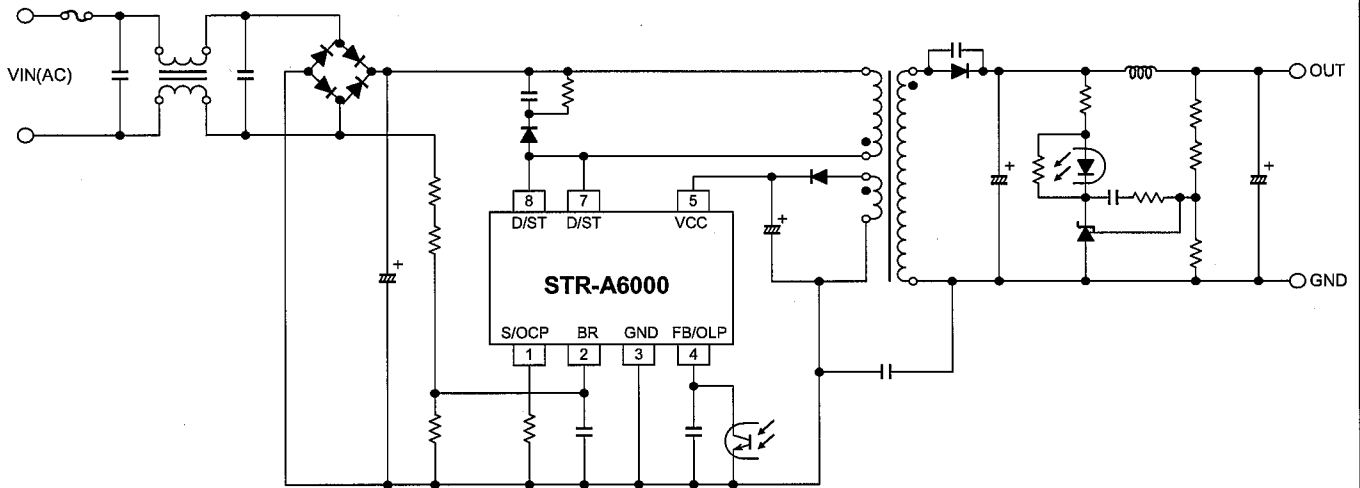 VIN(AC)
OUT
+
+
+
+
8
7
5
D/ST
D/ST
VCC
STR-A6000
GND
S/OCP
BR
GND
FB/OLP
1
2
3
4